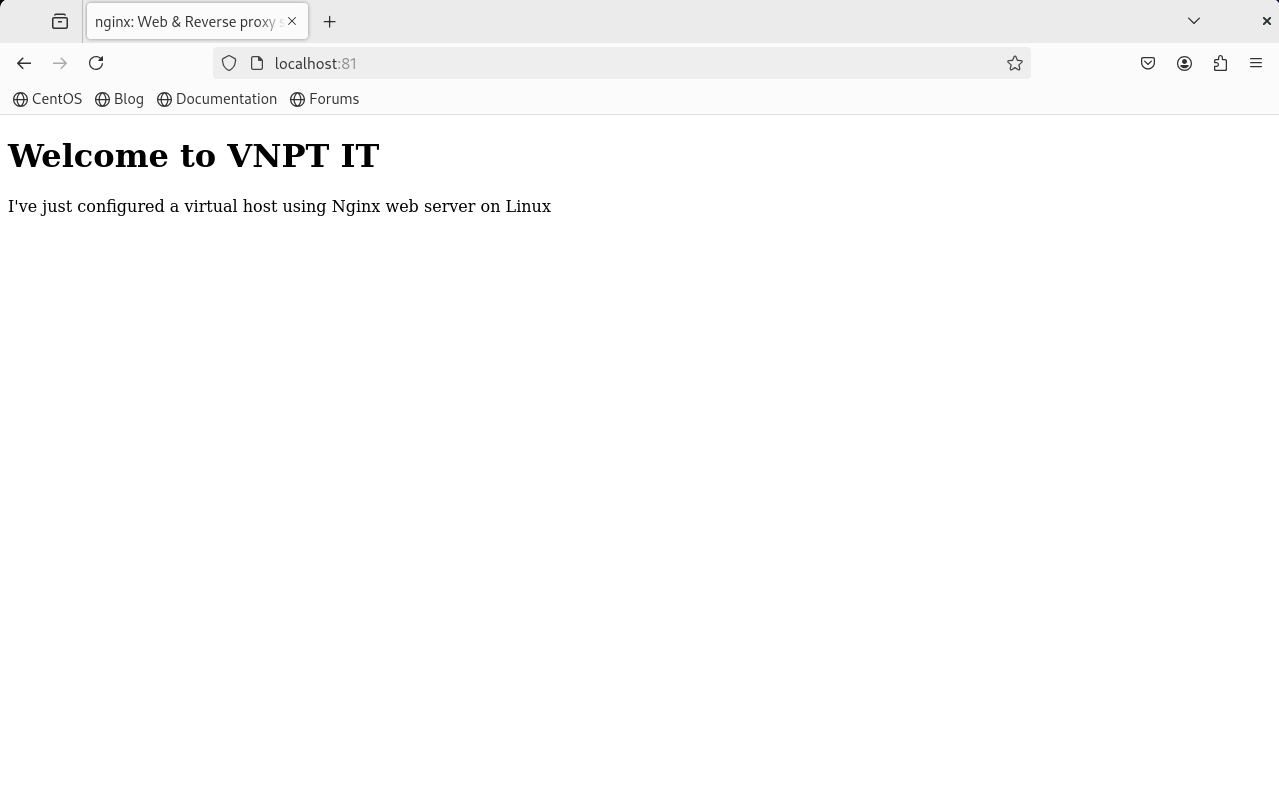 nginx: Web & Reverse proxy s
localhost:81
CentOS Blog Documentation Forums
Welcome to VNPT IT
I've just configured a virtual host using Nginx web server on Linux